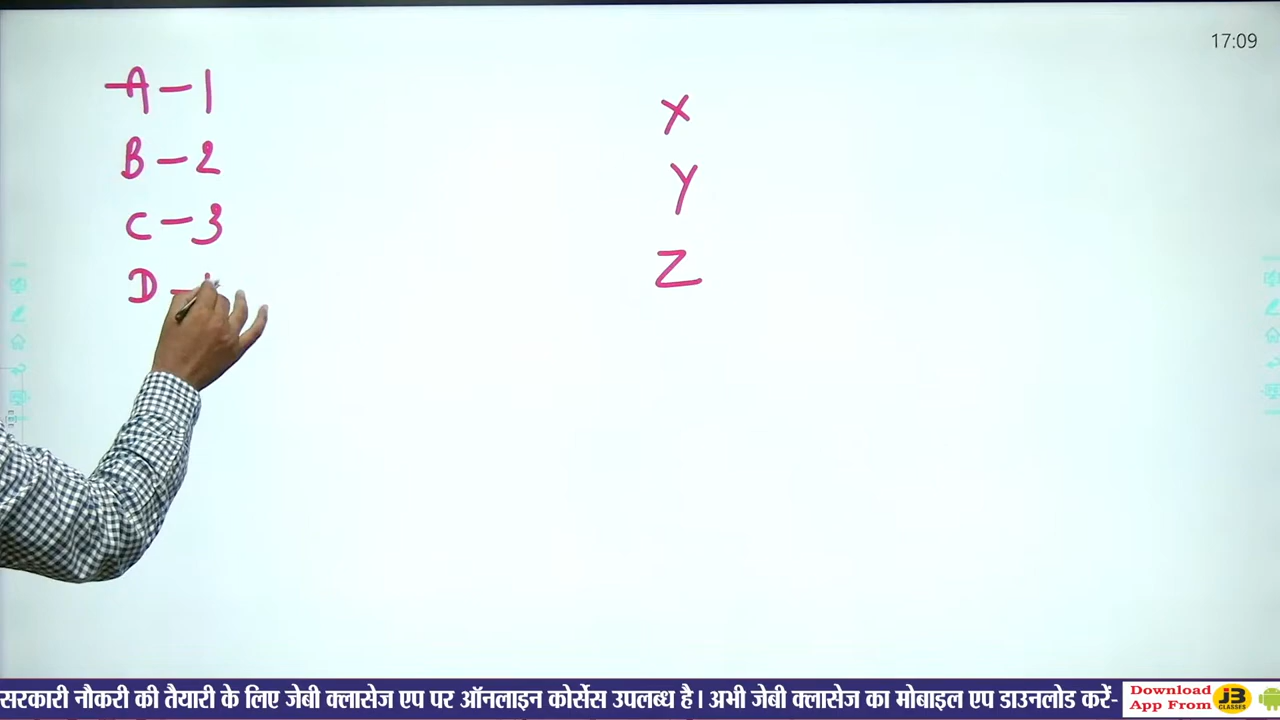 17:09
A - 1
B - 2
C - 3
D -
X
Y
Z
सरकारी नौकरी की तैयारी के लिए जेबी क्लासेज एप पर ऑनलाइन कोर्सेस उपलब्ध है। अभी जेबी क्लासेज का मोबाइल एप डाउनलोड करें-
Download
App From
JB
CLASSES